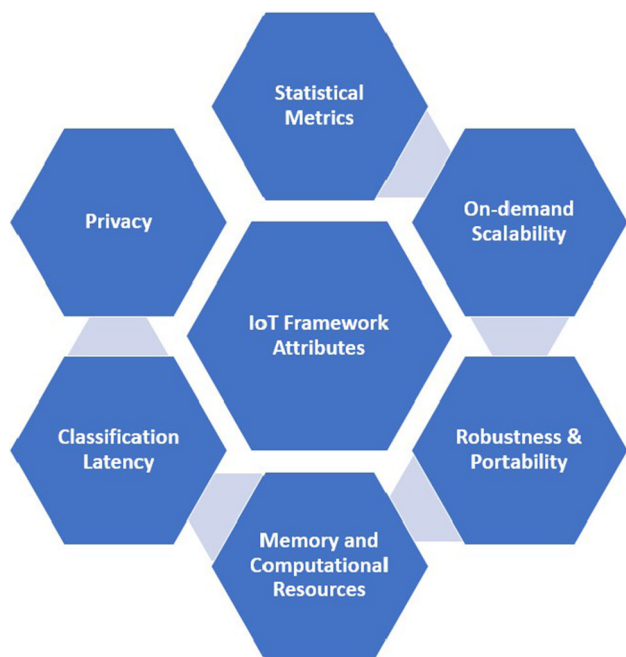 Statistical
Metrics
On-demand
Scalability
Privacy
IoT Framework
Attributes
Classification
Latency
Robustness &
Portability
Memory and
Computational
Resources